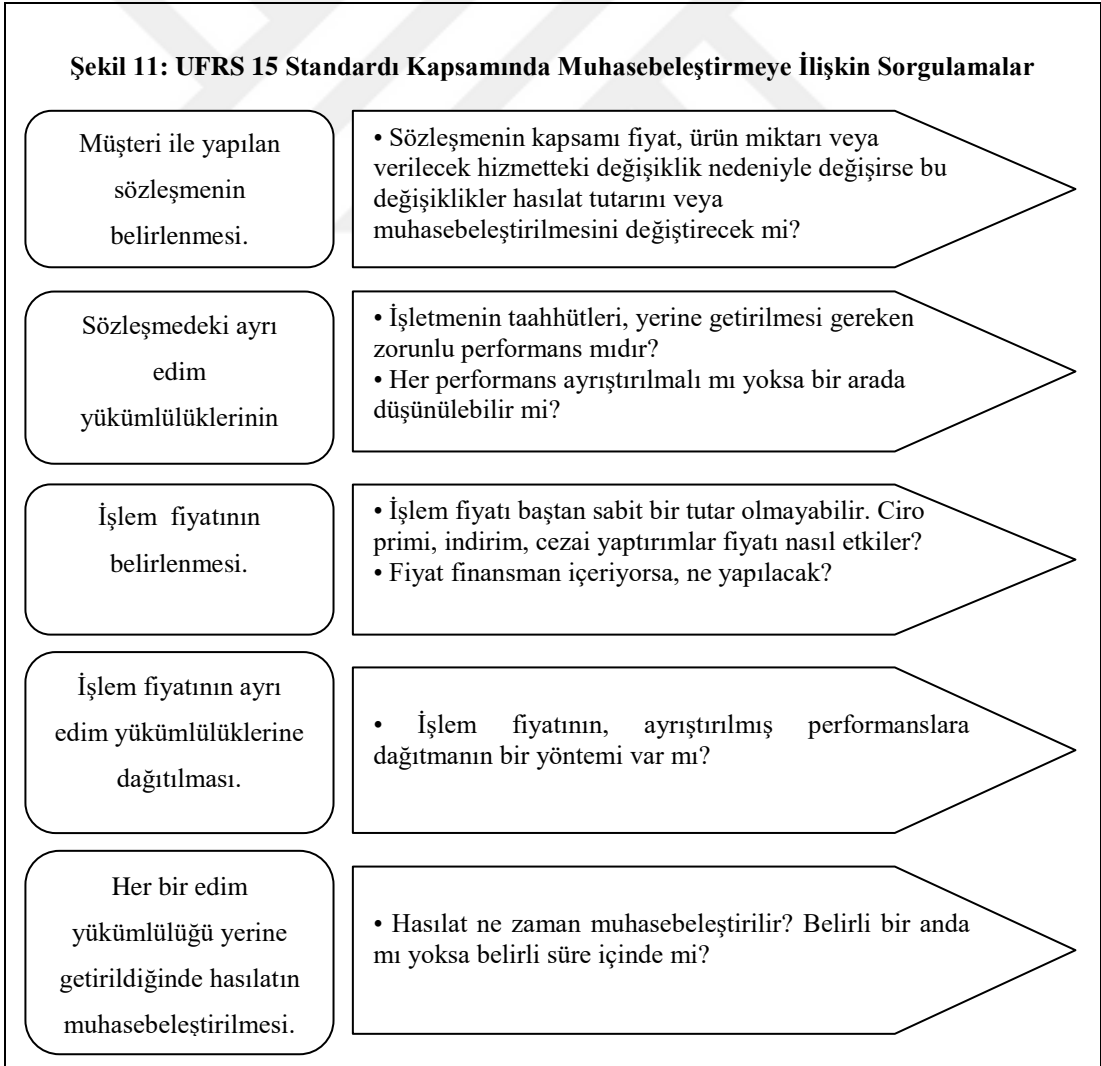 Şekil 11: UFRS 15 Standardı Kapsamında Muhasebeleştirmeye İlişkin Sorgulamalar
Müşteri ile yapılan
sözleşmenin
belirlenmesi.
• Sözleşmenin kapsamı fiyat, ürün miktarı veya
verilecek hizmetteki değişiklik nedeniyle değişirse bu
değişiklikler hasılat tutarını veya
muhasebeleştirilmesini değiştirecek mi?
Sözleşmedeki ayrı
edim
yükümlülüklerinin
• İşletmenin taahhütleri, yerine getirilmesi gereken
zorunlu performans mıdır?
• Her performans ayrıştırılmalı mı yoksa bir arada
düşünülebilir mi?
İşlem fiyatının
belirlenmesi.
• İşlem fiyatı baştan sabit bir tutar olmayabilir. Ciro
primi, indirim, cezai yaptırımlar fiyatı nasıl etkiler?
• Fiyat finansman içeriyorsa, ne yapılacak?
İşlem fiyatının ayrı
edim yükümlülüklerine
dağıtılması.
• İşlem fiyatının, ayrıştırılmış performanslara
dağıtmanın bir yöntemi var mı?
Her bir edim
yükümlülüğü yerine
getirildiğinde hasılatın
muhasebeleştirilmesi.
• Hasılat ne zaman muhasebeleştirilir? Belirli bir anda
mı yoksa belirli süre içinde mi?